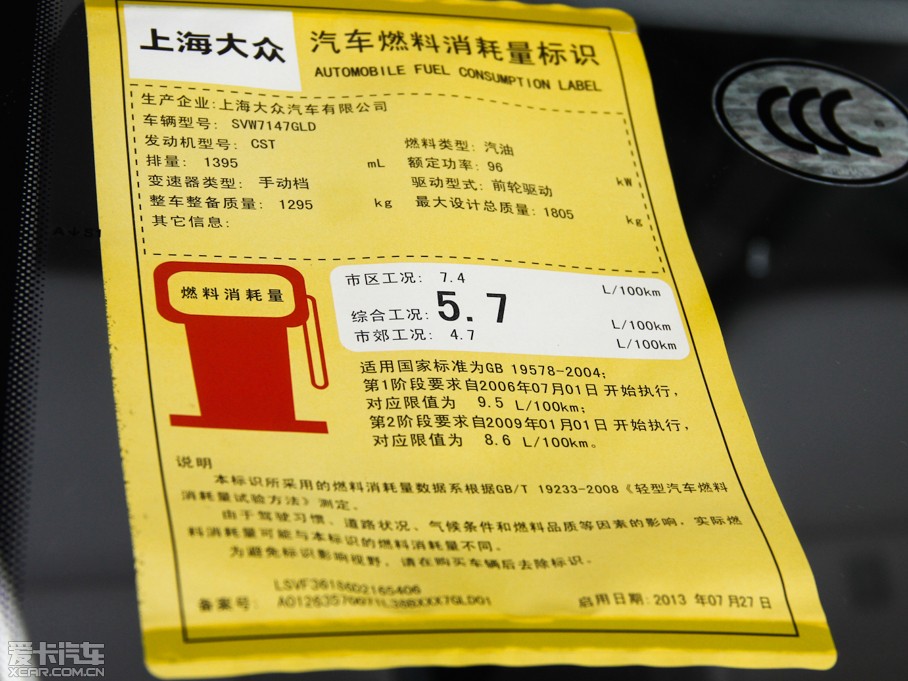 上海大众
汽车燃料消耗量标识
AUTOMOBILE FUEL CONSUMPTION LABEL
生产企业:上海大众汽车有限公司
车辆型号: SVW7147GLD
发动机型号: CST
燃料类型: 汽油
排量: 1395 mL
额定功率: 96 kW
变速器类型: 手动档
驱动型式: 前轮驱动
整车整备质量: 1295 kg
最大设计总质量: 1805 kg
其它信息:
燃料消耗量
市区工况: 7.4 L/100km
综合工况: 5.7 L/100km
市郊工况: 4.7 L/100km
适用国家标准为GB 19578-2004;
第1阶段要求自2006年07月01日 开始执行,
对应限值为 9.5 L/100km;
第2阶段要求自2009年01月01日 开始执行,
对应限值为 8.6 L/100km。
说明
本标识所采用的燃料消耗量数据系根据GB/T 19233-2008《轻型汽车燃料
消耗量试验方法》测定。
由于驾驶习惯、道路状况、气候条件和燃料品质等因素的影响, 实际燃
料消耗量可能与本标识的燃料消耗量不同。
为避免标识影响视野, 请在购买车辆后去除标识。
备案号:
启用日期: 2013 年07月27日
CCC
爱卡汽车
XCAR.COM.CN